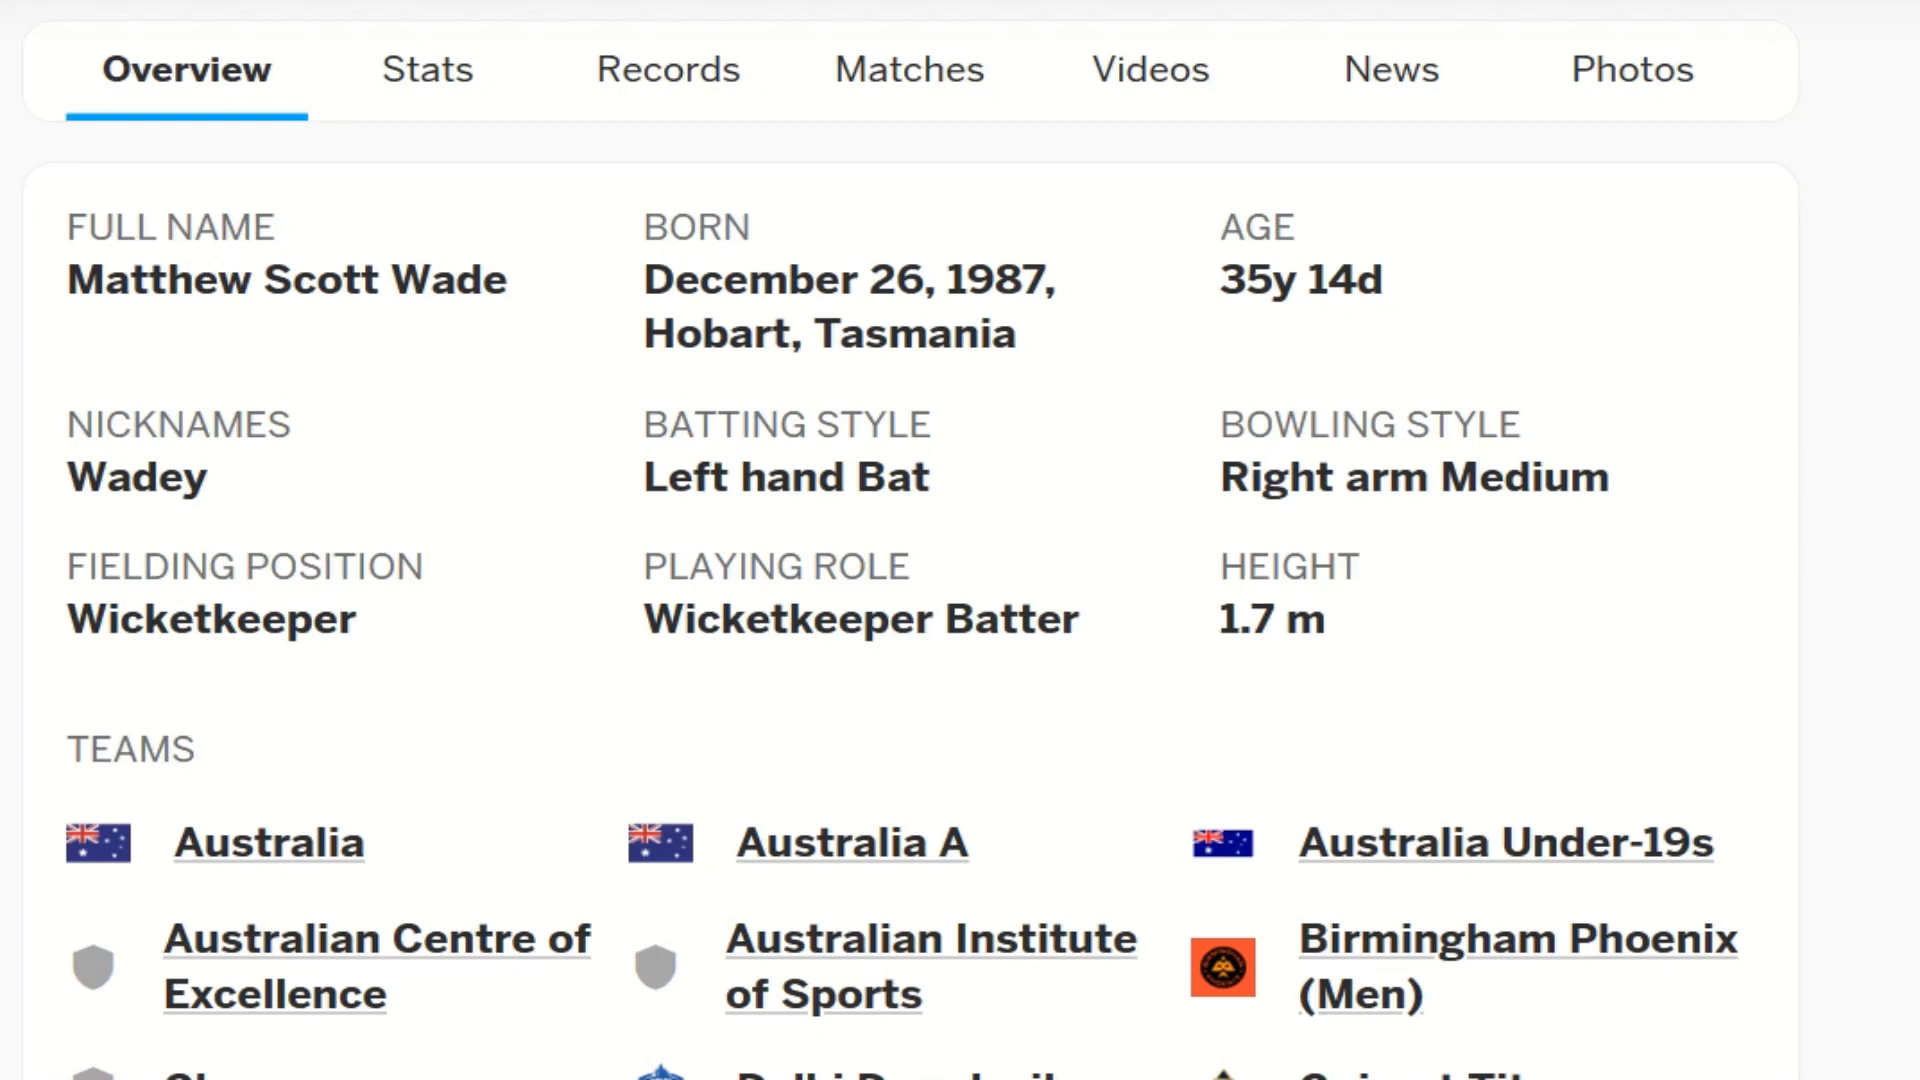 Overview Stats Records Matches Videos News Photos
FULL NAME BORN AGE
Matthew Scott Wade December 26, 1987, 35y 14d
Hobart, Tasmania
NICKNAMES BATTING STYLE BOWLING STYLE
Wadey Left hand Bat Right arm Medium
FIELDING POSITION PLAYING ROLE HEIGHT
Wicketkeeper Wicketkeeper Batter 1.7 m
TEAMS
Australia Australia A Australia Under-19s
Australian Centre of Australian Institute Birmingham Phoenix
Excellence of Sports (Men)